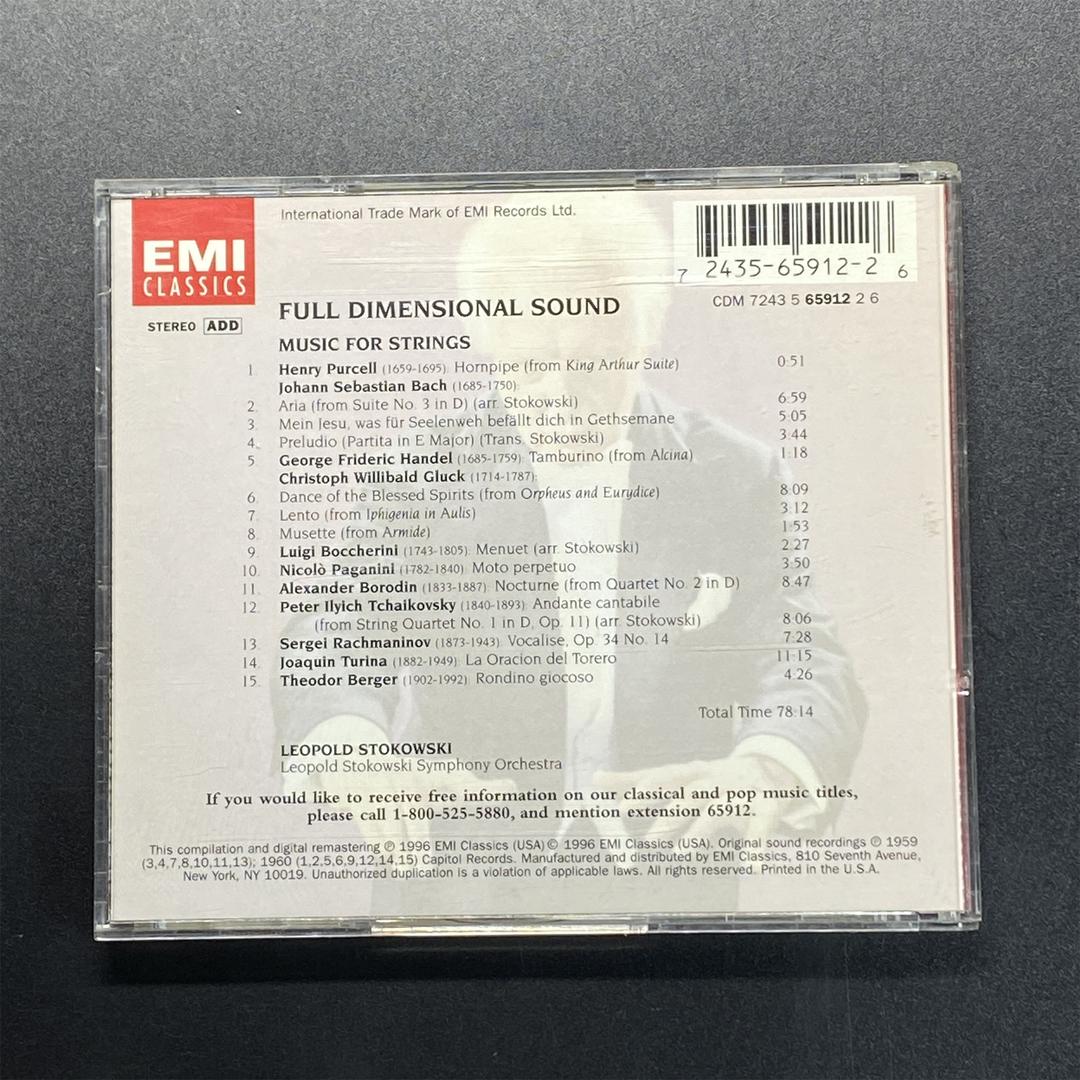 EMI
CLASSICS
International Trade Mark of EMI Records Ltd.
7 2435-65912-2 6
CDM 7243 5 65912 2 6
STEREO ADD
FULL DIMENSIONAL SOUND
MUSIC FOR STRINGS
1. Henry Purcell (1659-1695): Hornpipe (from King Arthur Suite) 0:51
Johann Sebastian Bach (1685-1750):
2. Aria (from Suite No. 3 in D) (arr. Stokowski) 6:59
3. Mein Jesu, was für Seelenweh befällt dich in Gethsemane 5:05
4. Preludio (Partita in E Major) (Trans. Stokowski) 3:44
5. George Frideric Handel (1685-1759): Tamburino (from Alcina) 1:18
Christoph Willibald Gluck (1714-1787):
6. Dance of the Blessed Spirits (from Orpheus and Eurydice) 8:09
7. Lento (from Iphigenia in Aulis) 3:12
8. Musette (from Armide) 1:53
9. Luigi Boccherini (1743-1805): Menuet (arr. Stokowski) 2:27
10. Nicolò Paganini (1782-1840): Moto perpetuo 3:50
11. Alexander Borodin (1833-1887): Nocturne (from Quartet No. 2 in D) 8:47
12. Peter Ilyich Tchaikovsky (1840-1893): Andante cantabile
(from String Quartet No. 1 in D, Op. 11) (arr. Stokowski) 8:06
13. Sergei Rachmaninov (1873-1943): Vocalise, Op. 34 No. 14 7:28
14. Joaquin Turina (1882-1949): La Oracion del Torero 11:15
15. Theodor Berger (1902-1992): Rondino giocoso 4:26
Total Time 78:14
LEOPOLD STOKOWSKI
Leopold Stokowski Symphony Orchestra
If you would like to receive free information on our classical and pop music titles,
please call 1-800-525-5880, and mention extension 65912.
This compilation and digital remastering ℗ 1996 EMI Classics (USA) © 1996 EMI Classics (USA). Original sound recordings ℗ 1959
(3,4,7,8,10,11,13); 1960 (1,2,5,6,9,12,14,15) Capitol Records. Manufactured and distributed by EMI Classics, 810 Seventh Avenue,
New York, NY 10019. Unauthorized duplication is a violation of applicable laws. All rights reserved. Printed in the U.S.A.